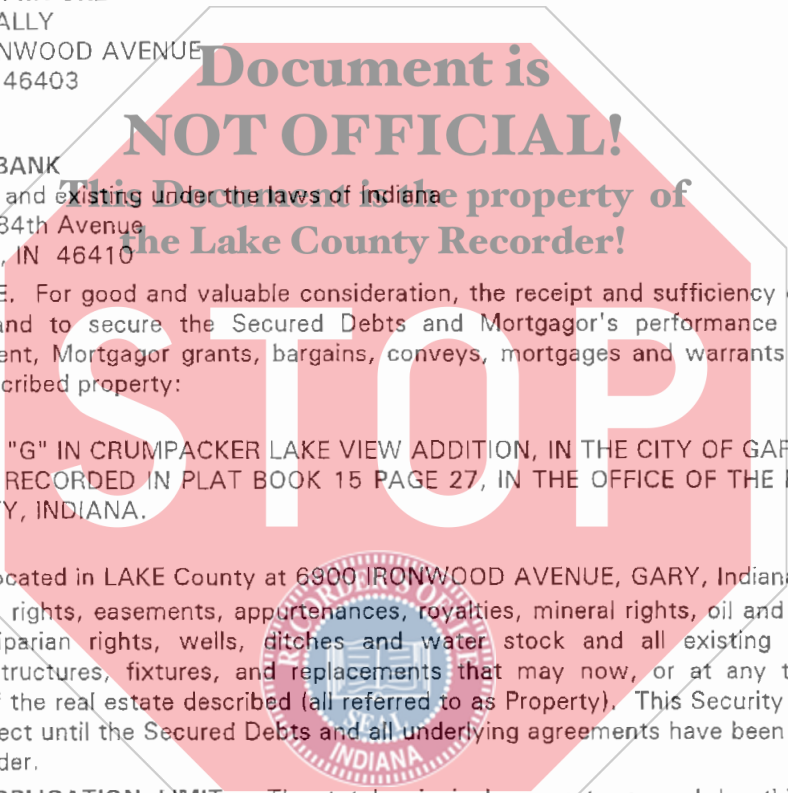 ALLY
NWOOD AVENUE
46403
Document is
NOT OFFICIAL!
This Document is the property of
the Lake County Recorder!
BANK
and existing under the laws of Indiana
84th Avenue
, IN 46410
E. For good and valuable consideration, the receipt and sufficiency
and to secure the Secured Debts and Mortgagor's performance
ent, Mortgagor grants, bargains, conveys, mortgages and warrants
cribed property:
STOP
"G" IN CRUMPACKER LAKE VIEW ADDITION, IN THE CITY OF GAR
RECORDED IN PLAT BOOK 15 PAGE 27, IN THE OFFICE OF THE
Y, INDIANA.
ocated in LAKE County at 6900 IRONWOOD AVENUE, GARY, Indiana
rights, easements, appurtenances, royalties, mineral rights, oil and
iparian rights, wells, ditches and water stock and all existing
tructures, fixtures, and replacements that may now, or at any t
f the real estate described (all referred to as Property). This Security
ect until the Secured Debts and all underlying agreements have been
der.
RECORDER'S OFFICE
SEAL
INDIANA